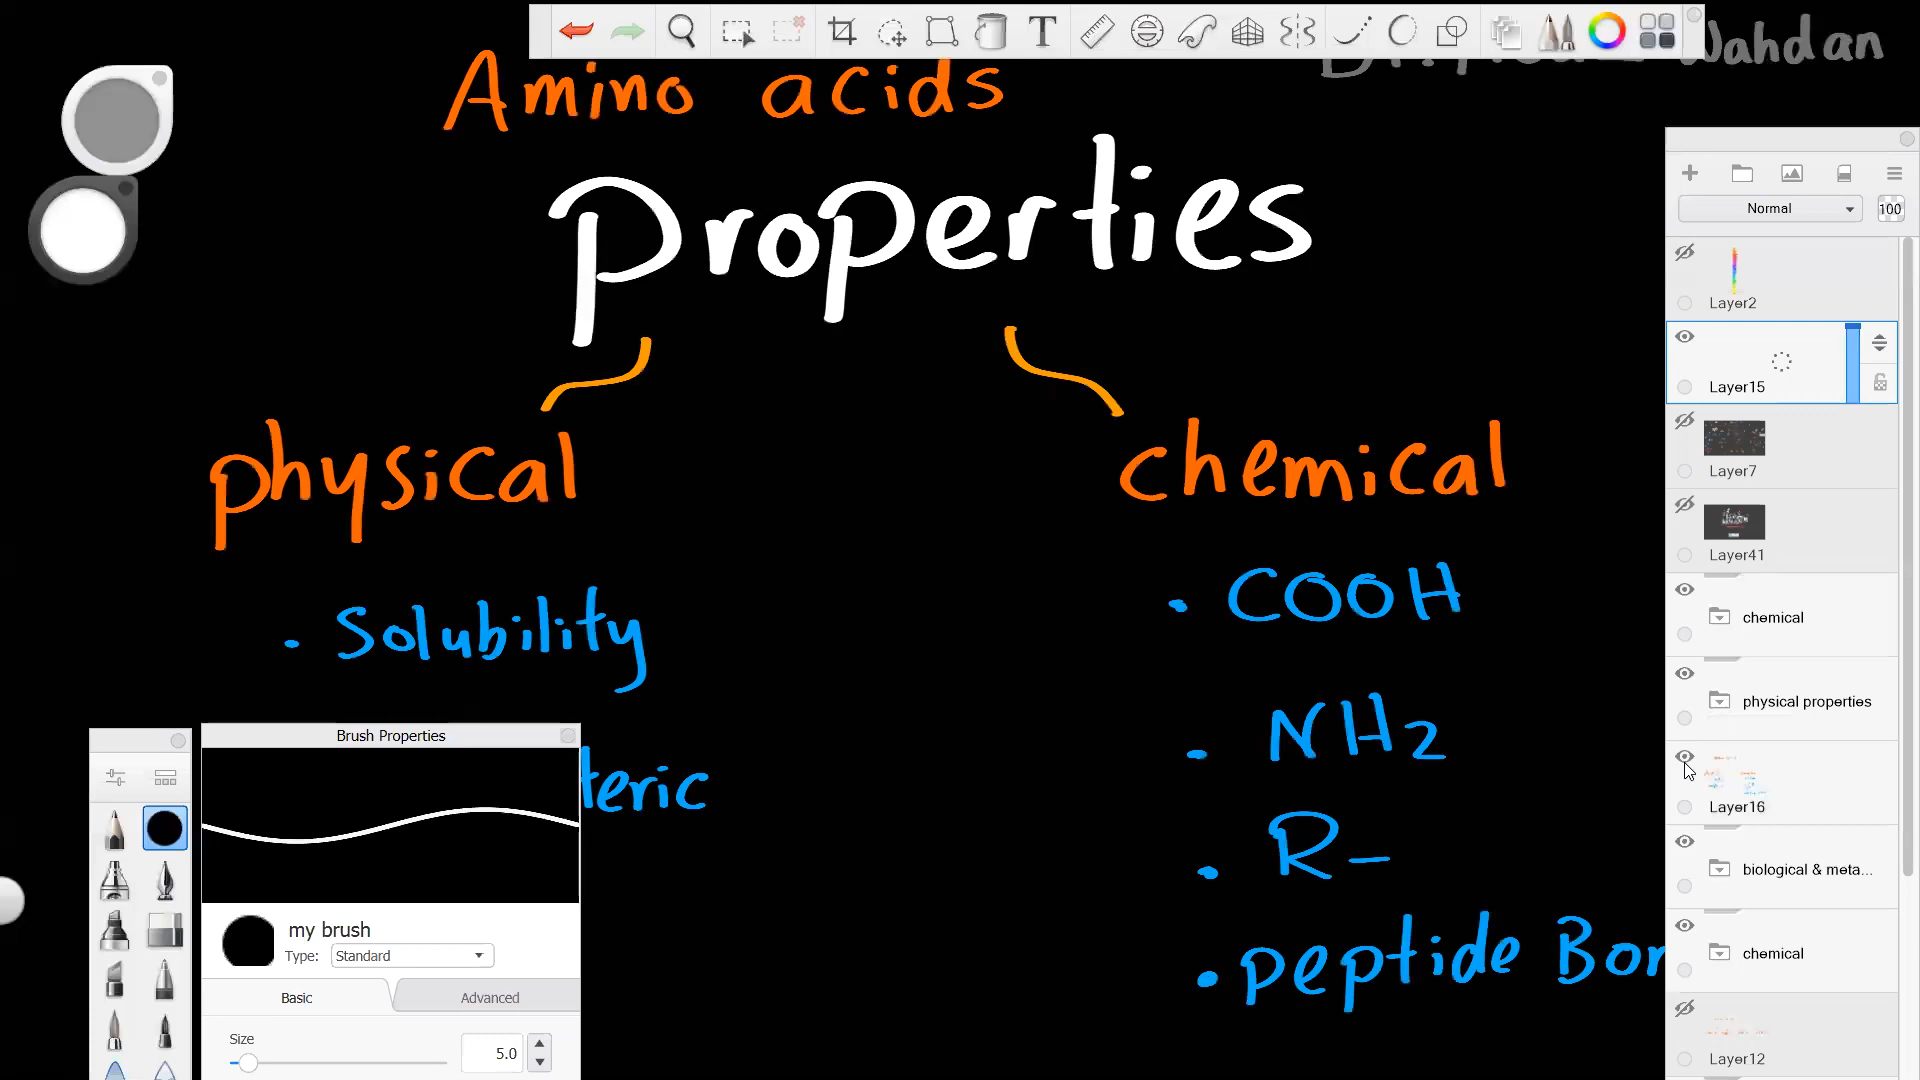 Wahdan
Amino acids
properties
physical
chemical
• Solubility
teric
• COOH
• NH2
• R-
• peptide Bon
Normal
100
Layer2
Layer15
Layer7
Layer41
chemical
physical properties
Layer16
biological & meta...
chemical
Layer12
Brush Properties
my brush
Type: Standard
Basic
Advanced
Size
5.0